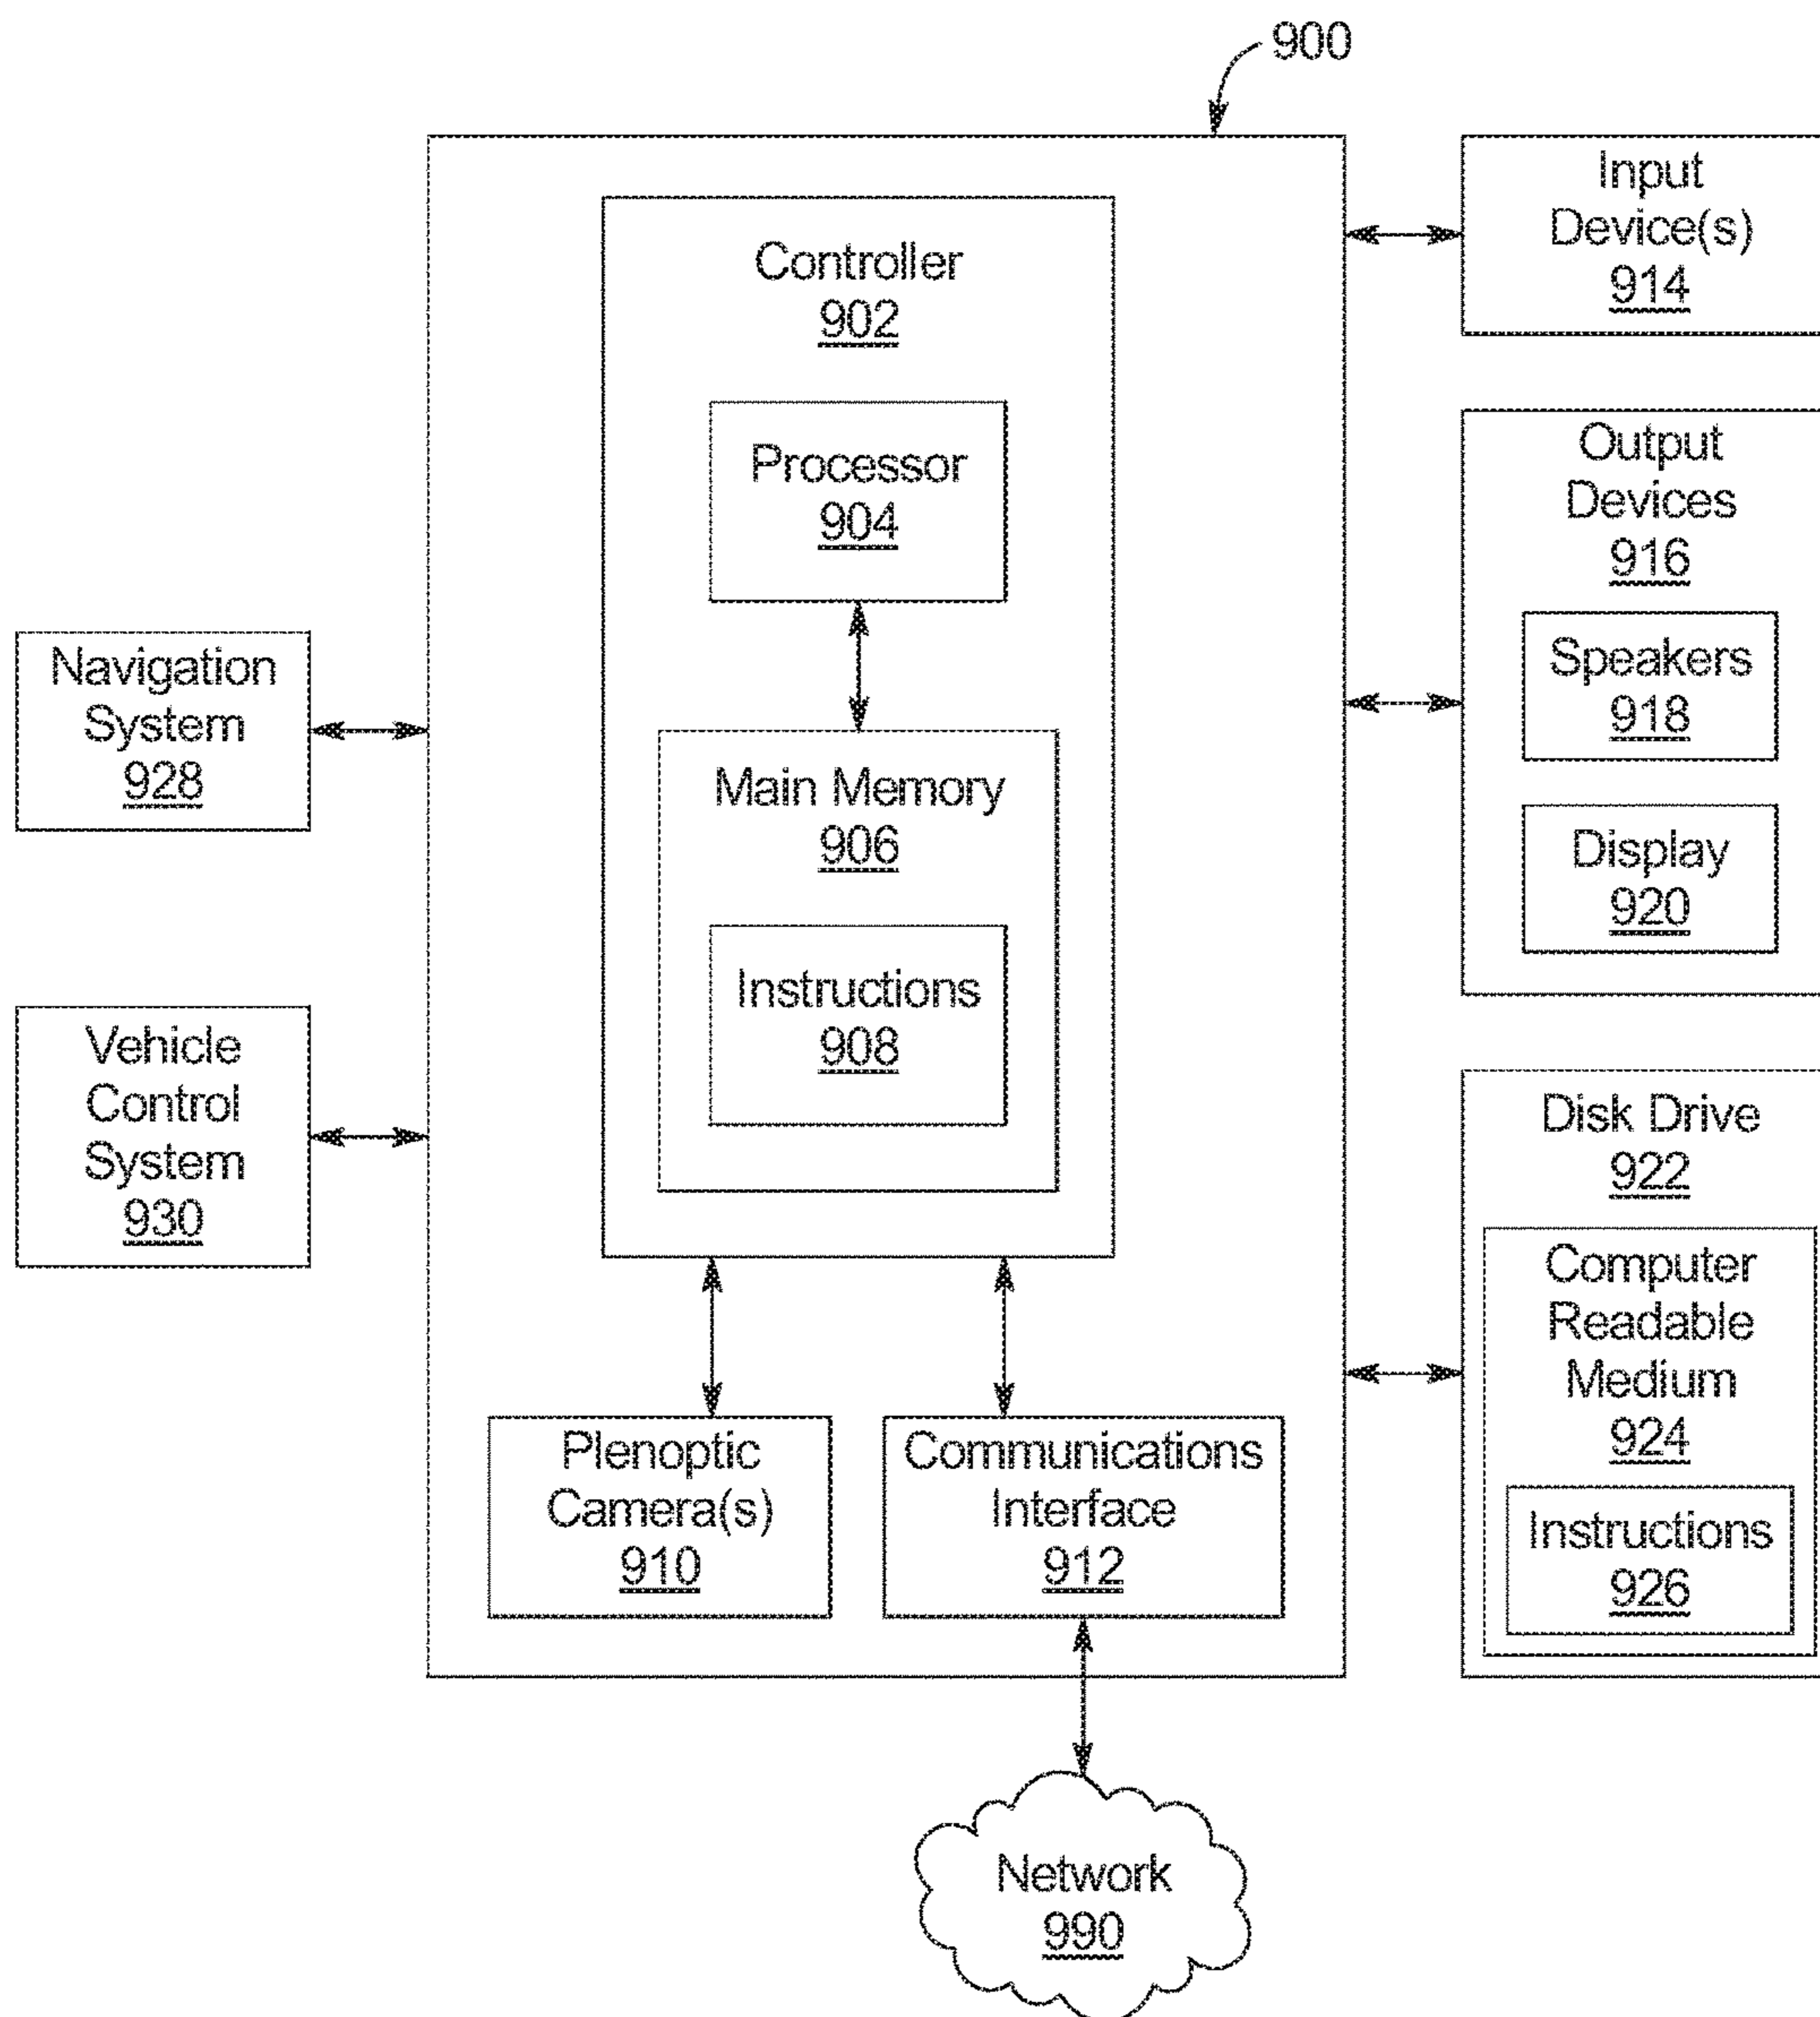 900
Input
Device(s)
914
Controller
902
Processor
904
Output
Devices
916
Speakers
918
Display
920
Navigation
System
928
Main Memory
906
Instructions
908
Vehicle
Control
System
930
Disk Drive
922
Computer
Readable
Medium
924
Instructions
926
Plenoptic
Camera(s)
910
Communications
Interface
912
Network
990